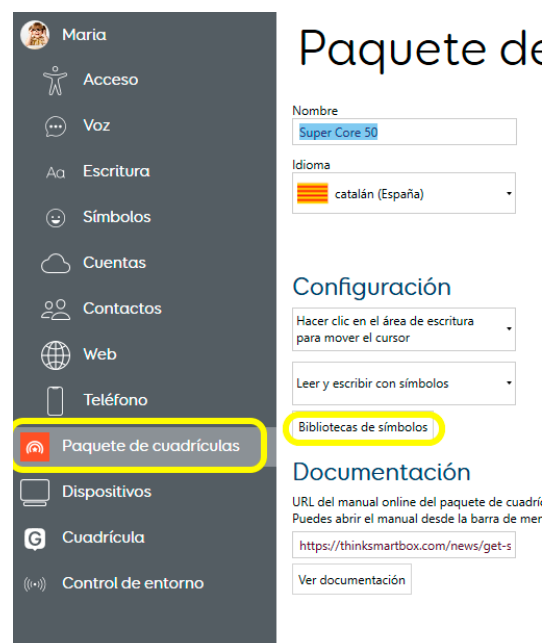 Maria
Acceso
Voz
Aa Escritura
Símbolos
Cuentas
Contactos
Web
Teléfono
Paquete de cuadrículas
Dispositivos
G Cuadrícula
Control de entorno
Paquete de
Nombre
Super Core 50
Idioma
catalán (España)
Configuración
Hacer clic en el área de escritura
para mover el cursor
Leer y escribir con símbolos
Bibliotecas de símbolos
Documentación
URL del manual online del paquete de
Puedes abrir el manual desde la barra de
https://thinksmartbox.com/news/get-s
Ver documentación